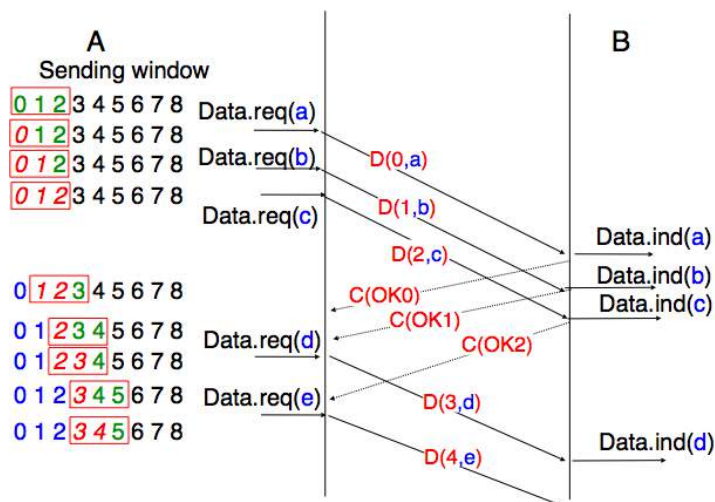 A
B
Sending window
0 1 2 3 4 5 6 7 8
Data.req(a)
0 1 2 3 4 5 6 7 8
Data.req(b)
D(0,a)
0 1 2 3 4 5 6 7 8
0 1 2 3 4 5 6 7 8
Data.req(c)
D(1,b)
D(2,c)
Data.ind(a)
Data.ind(b)
Data.ind(c)
0 1 2 3 4 5 6 7 8
C(OK0)
C(OK1)
C(OK2)
0 1 2 3 4 5 6 7 8
Data.req(d)
0 1 2 3 4 5 6 7 8
0 1 2 3 4 5 6 7 8
Data.req(e)
D(3,d)
0 1 2 3 4 5 6 7 8
D(4,e)
Data.ind(d)